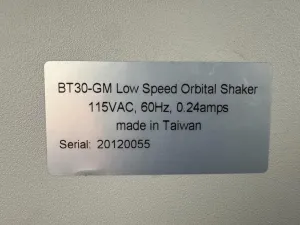 BT30-GM Low Speed Orbital Shaker
115VAC, 60Hz, 0.24amps
made in Taiwan
Serial: 20120055